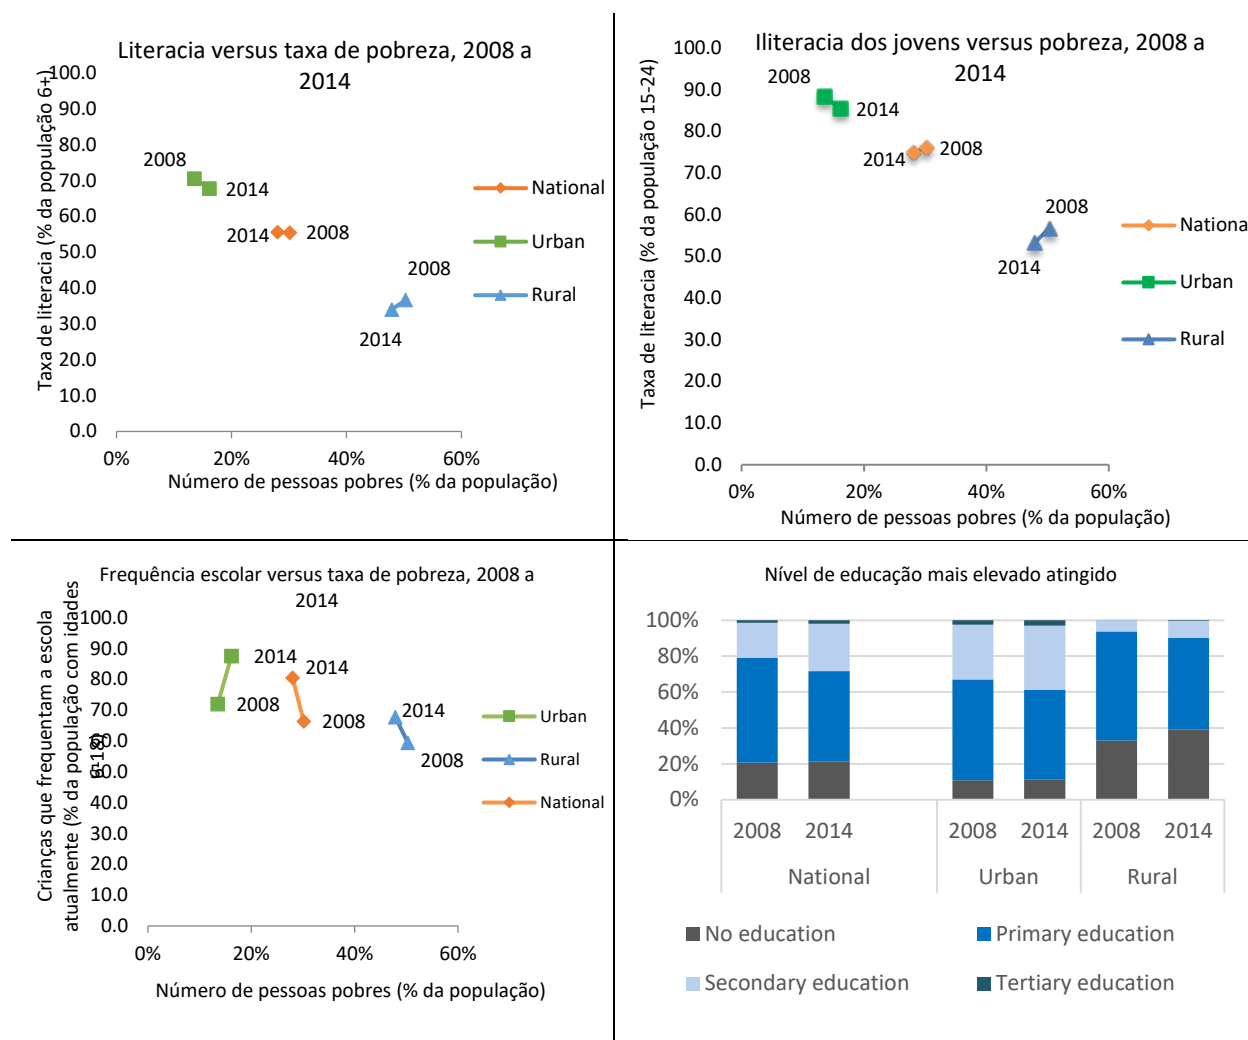 Literacia versus taxa de pobreza, 2008 a
2014
Taxa de literacia (% da população 6+)
100.0
90.0
80.0
70.0
60.0
50.0
40.0
30.0
20.0
10.0
0.0
2008
2014
2014
2008
2008
2014
National
Urban
Rural
0%
20%
40%
60%
Número de pessoas pobres (% da população)
Iliteracia dos jovens versus pobreza, 2008 a
2014
Taxa de literacia (% da população 15-24)
100.0
90.0
80.0
70.0
60.0
50.0
40.0
30.0
20.0
10.0
0.0
2008
2014
2014
2008
2008
2014
Nationa
Urban
Rural
0%
20%
40%
60%
Número de pessoas pobres (% da população)
Frequência escolar versus taxa de pobreza, 2008 a
2014
Crianças que frequentam a escola
atualmente (% da população com idades
6-18)
100.0
90.0
80.0
70.0
60.0
50.0
40.0
30.0
20.0
10.0
0.0
2014
2008
2014
2008
2014
2008
Urban
Rural
National
0%
20%
40%
60%
Número de pessoas pobres (% da população)
Nível de educação mais elevado atingido
100%
80%
60%
40%
20%
0%
2008
2014
2008
2014
2008
2014
National
Urban
Rural
No education
Primary education
Secondary education
Tertiary education